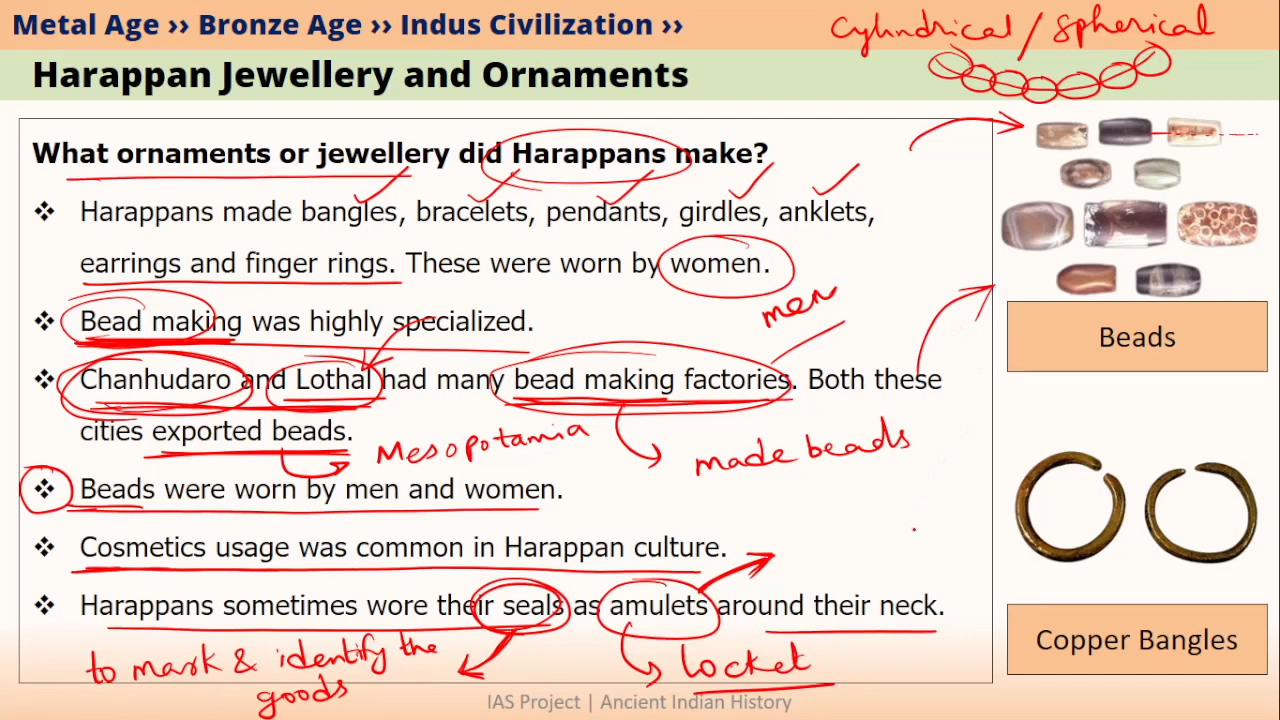 Metal Age ›› Bronze Age ›› Indus Civilization ››
Cylindrical / Spherical
Harappan Jewellery and Ornaments
What ornaments or jewellery did Harappans make?
❖ Harappans made bangles, bracelets, pendants, girdles, anklets,
earrings and finger rings. These were worn by women.
men
❖ Bead making was highly specialized.
❖ Chanhudaro and Lothal had many bead making factories. Both these
cities exported beads.
Mesopotamia
made beads
❖ Beads were worn by men and women.
❖ Cosmetics usage was common in Harappan culture.
❖ Harappans sometimes wore their seals as amulets around their neck.
to mark & identify the
goods
locket
Beads
Copper Bangles
IAS Project | Ancient Indian History